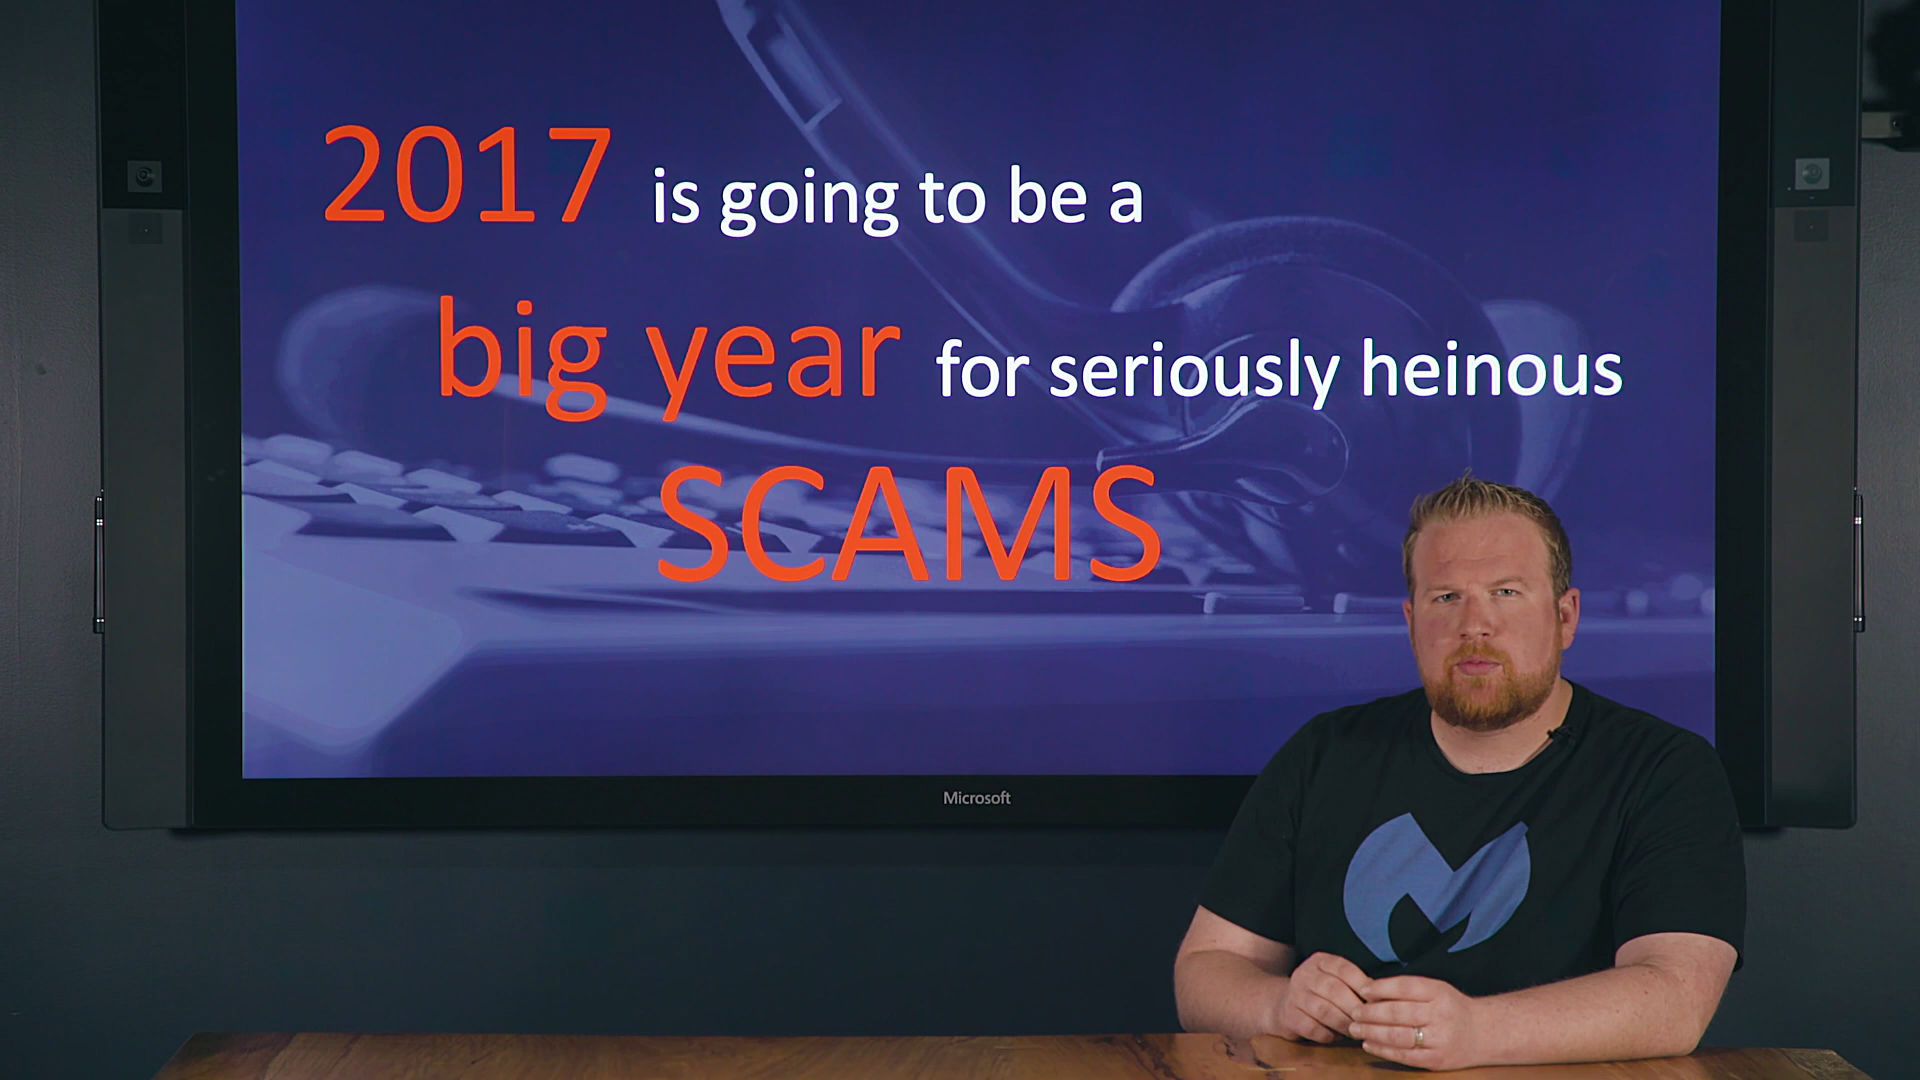 2017 is going to be a
big year for seriously heinous
SCAMS
Microsoft